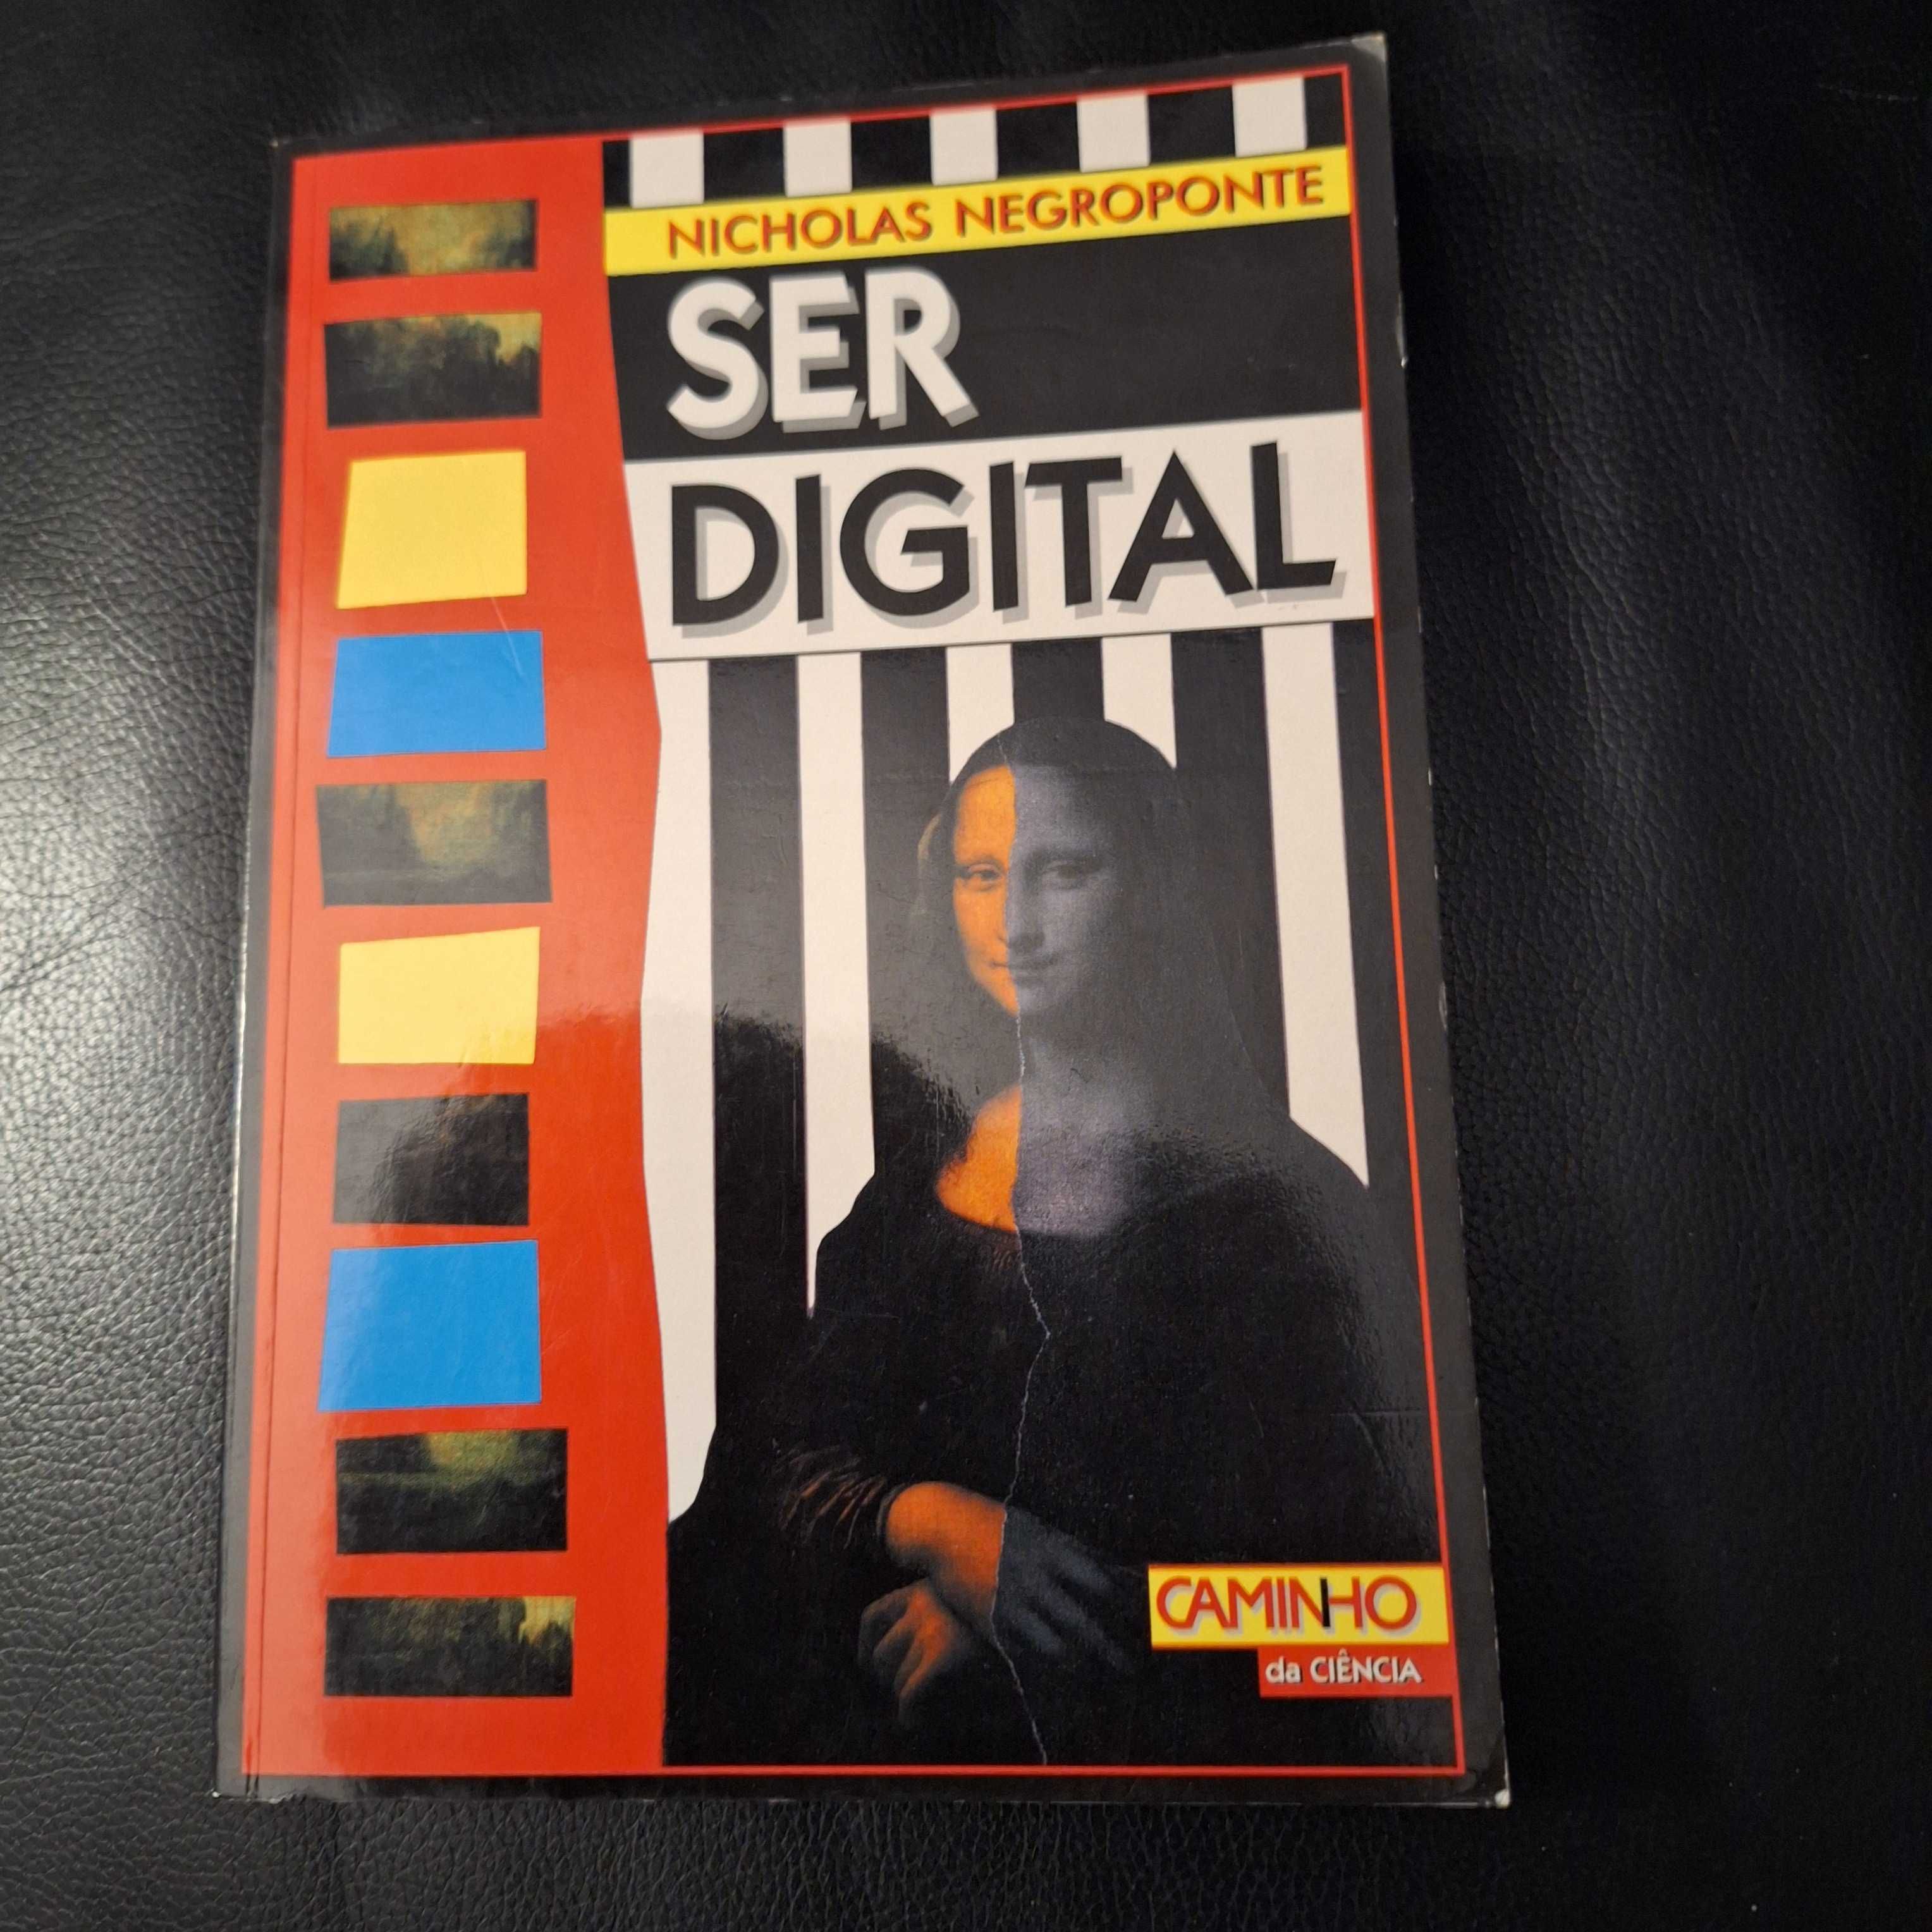 NICHOLAS NEGROPONTE
SER
DIGITAL
CAMINHO
da CIÊNCIA